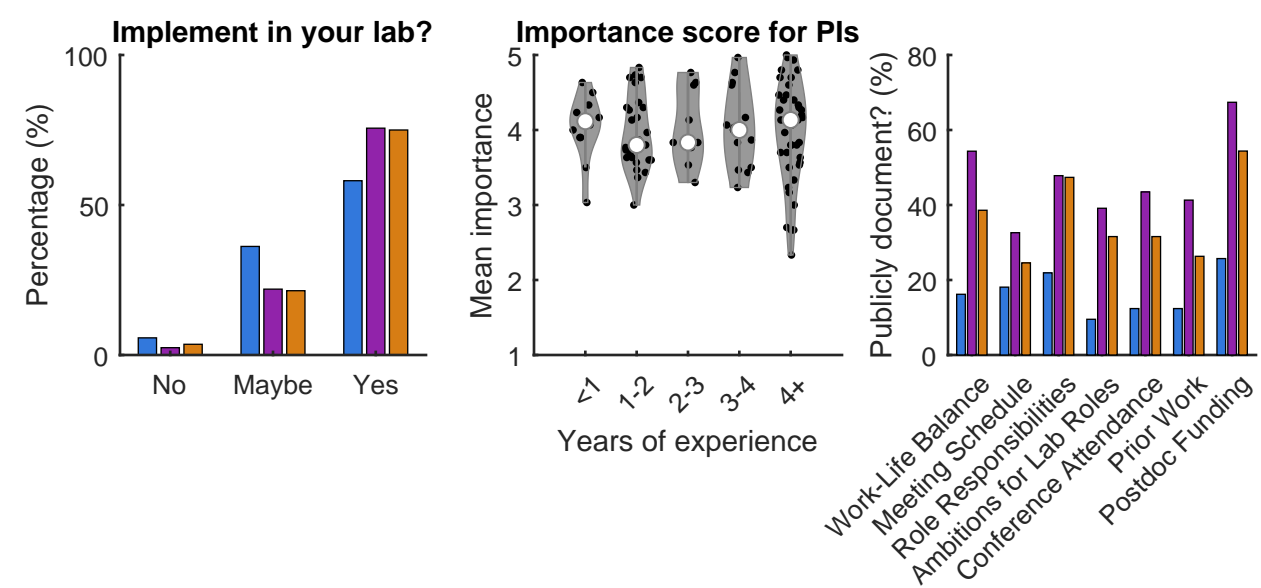 Implement in your lab?
Percentage (%)
100
50
0
No Maybe Yes
Importance score for PIs
Mean importance
5
4
3
2
1
<1 1-2 2-3 3-4 4+
Years of experience
Publicly document? (%)
80
60
40
20
0
Work-Life Balance
Meeting Schedule
Role Responsibilities
Ambitions for Lab Roles
Conference Attendance
Prior Work
Postdoc Funding